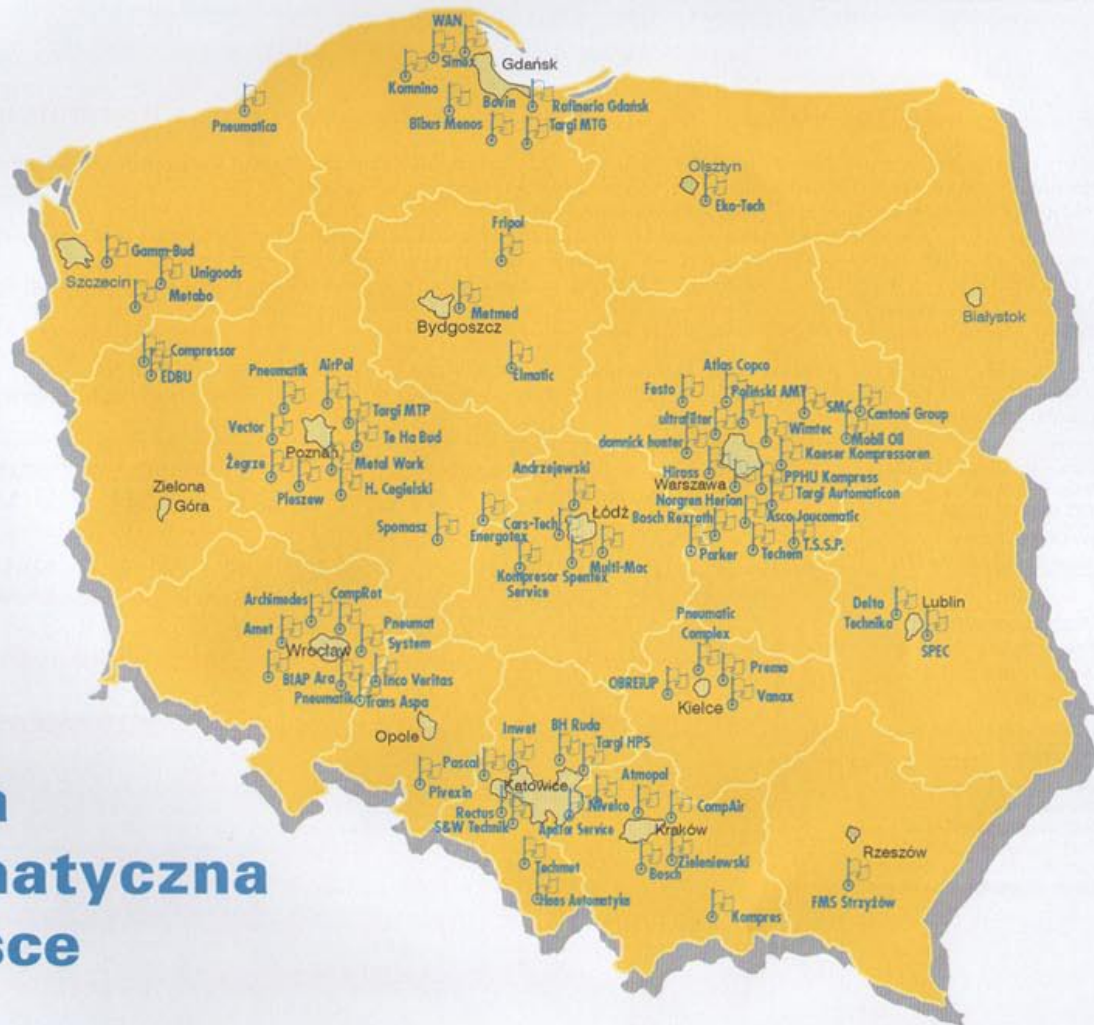 WAN
Simex
Gdańsk
Komnino
Bovin
Rafineria Gdańsk
Pneumatica
Bibus Menos
Targi MTG
Olsztyn
Eko-Tech
Fripol
Gamm-Bud
Szczecin
Unigoods
Metabo
Metmed
Bydgoszcz
Białystok
Compressor
EDBU
Elmatic
Pneumatik
AirPol
Targi MTP
Vector
Te Ha Bud
Poznań
Żegrze
Metal Work
Pleszew
H. Cegielski
Zielona
Góra
Atlas Copco
Festo
Poliński AMT
SMC
Cantoni Group
ultrafilter
Wimtec
Mobil Oil
domnick hunter
Kaeser Kompressoren
Hiross
PPHU Kompress
Warszawa
Norgren Herion
Targi Automaticon
Bosch Rexroth
Asco-Joucomatic
Parker
Techem
T.S.S.P.
Andrzejewski
Spomasz
Energotex
Cars-Tech
Łódź
Kompresor
Service
Spentex
Multi-Mac
Delta
Technika
Lublin
SPEC
Archimedes
CompRot
Amet
Pneumat
System
Wrocław
BIAP
Ara
Inco Veritas
Pneumatik
Trans Aspa
Pneumatic
Complex
Prema
OBREiUP
Vanax
Kielce
Opole
Imwet
BH Ruda
Pascal
Targi HPS
Pivexin
Katowice
Atmopol
Rectus
Nivelco
CompAir
S&W Technik
Apator Service
Kraków
Zieleniewski
Techmet
Bosch
Haas Automatyka
Kompres
Rzeszów
FMS Strzyżów
matyczna
sce